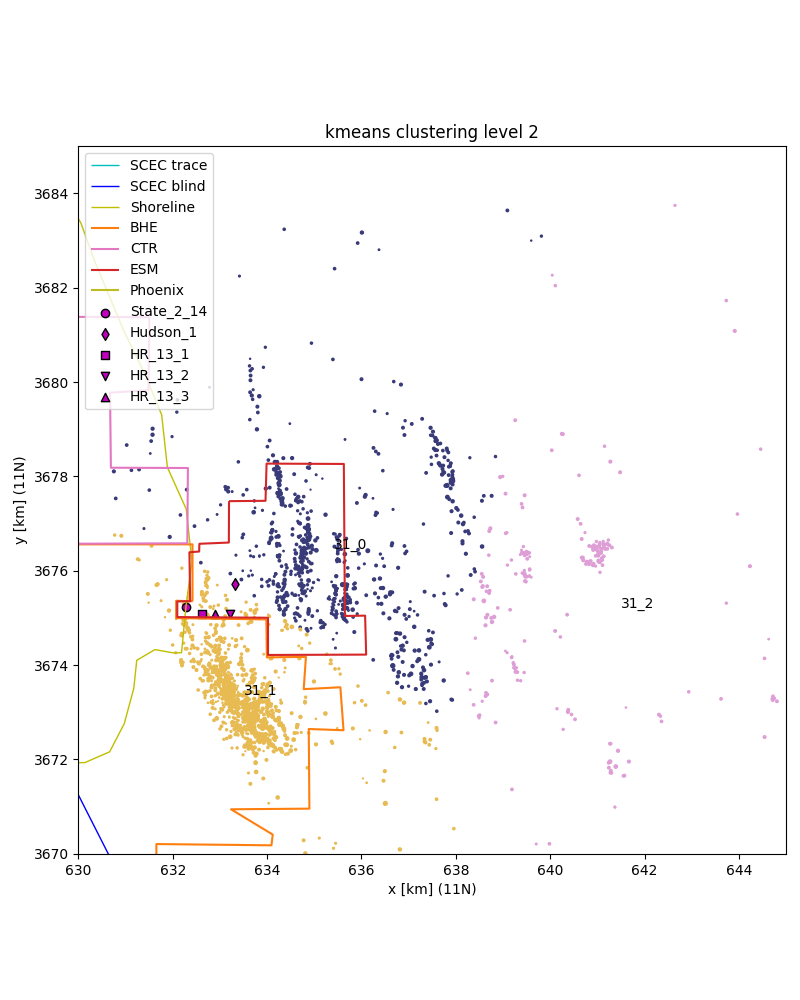 kmeans clustering level 2
SCEC trace
SCEC blind
Shoreline
BHE
CTR
ESM
Phoenix
State_2_14
Hudson_1
HR_13_1
HR_13_2
HR_13_3
3684
3682
3680
3678
3676
3674
3672
3670
y [km] (11N)
31_0
31_2
31_1
630 632 634 636 638 640 642 644
x [km] (11N)